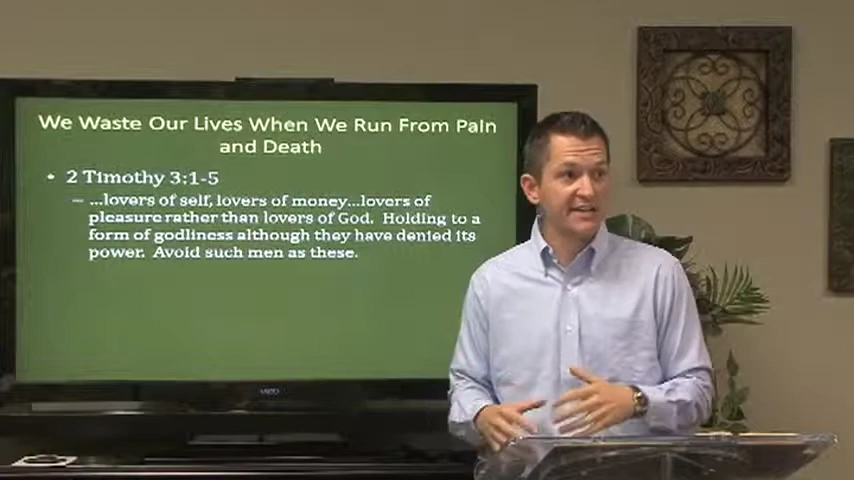 We Waste Our Lives When We Run From Pain
and Death
• 2 Timothy 3:1-5
– ...lovers of self, lovers of money...lovers of
pleasure rather than lovers of God. Holding to a
form of godliness although they have denied its
power. Avoid such men as these.